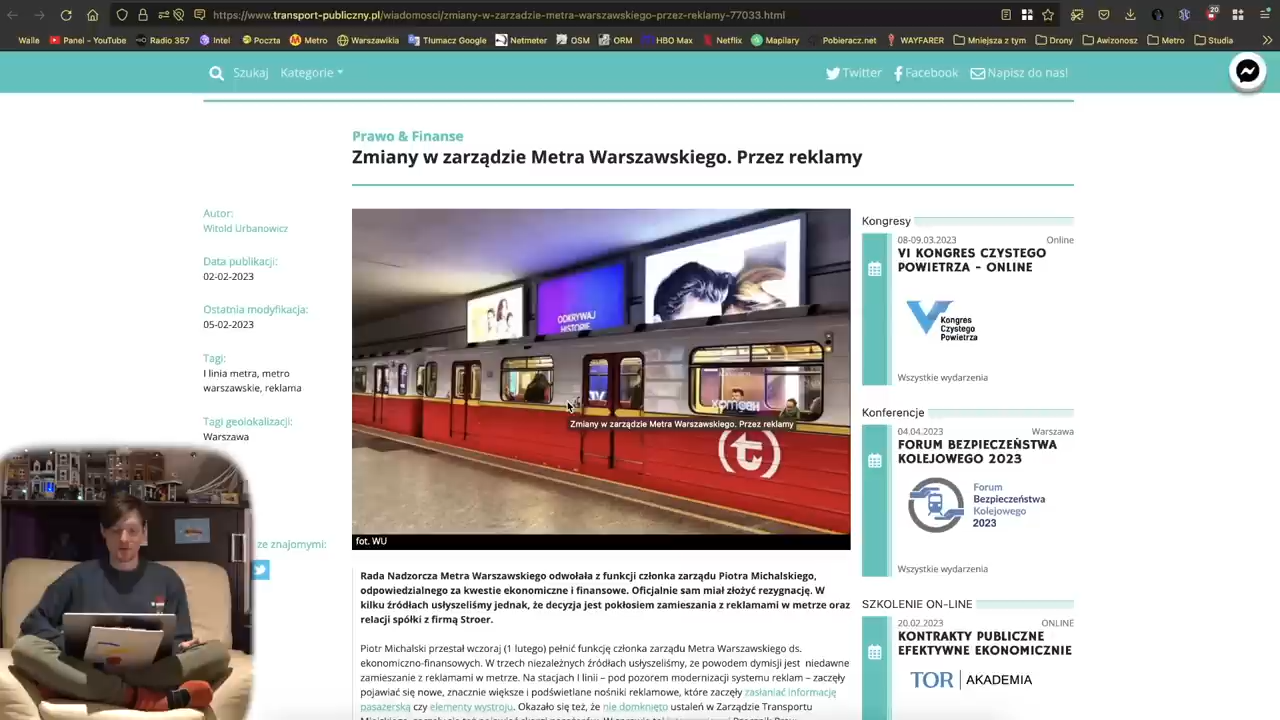 https://www.transport-publiczny.pl/wiadomosci/zmiany-w-zarzadzie-metra-warszawskiego-przez-reklamy-77033.html
20
Walle Panel - YouTube Radio 357 Intel Poczta Metro Warszawikia Tłumacz Google Netmeter OSM ORM HBO Max Netflix Mapilary Pobieracz.net WAYFARER Mniejsza z tym Drony Awizonosz Metro Studia
Szukaj Kategorie Twitter Facebook Napisz do nas!
Prawo & Finanse
Zmiany w zarządzie Metra Warszawskiego. Przez reklamy
Autor:
Witold Urbanowicz
Data publikacji:
02-02-2023
Ostatnia modyfikacja:
05-02-2023
Tagi:
I linia metra, metro
warszawskie, reklama
Tagi geolokalizacji:
Warszawa
ze znajomymi:
ODKRYWAJ
HISTORIE
Zmiany w zarządzie Metra Warszawskiego. Przez reklamy
fot. WU
Rada Nadzorcza Metra Warszawskiego odwołała z funkcji członka zarządu Piotra Michalskiego,
odpowiedzialnego za kwestie ekonomiczne i finansowe. Oficjalnie sam miał złożyć rezygnację. W
kilku źródłach usłyszeliśmy jednak, że decyzja jest pokłosiem zamieszania z reklamami w metrze oraz
relacji spółki z firmą Stroer.
Piotr Michalski przestał wczoraj (1 lutego) pełnić funkcję członka zarządu Metra Warszawskiego ds.
ekonomiczno-finansowych. W trzech niezależnych źródłach usłyszeliśmy, że powodem dymisji jest niedawne
zamieszanie z reklamami w metrze. Na stacjach I linii – pod pozorem modernizacji systemu reklam – zaczęły
pojawiać się nowe, znacznie większe i podświetlane nośniki reklamowe, które zaczęły zasłaniać informację
pasażerską czy elementy wystroju. Okazało się też, że nie domknięto ustaleń w Zarządzie Transportu
Kongresy
08-09.03.2023 Online
VI KONGRES CZYSTEGO
POWIETRZA - ONLINE
Kongres
Czystego
Powietrza
Wszystkie wydarzenia
Konferencje
04.04.2023 Warszawa
FORUM BEZPIECZEŃSTWA
KOLEJOWEGO 2023
Forum
Bezpieczeństwa
Kolejowego
2023
Wszystkie wydarzenia
SZKOLENIE ON-LINE
20.02.2023 ONLINE
KONTRAKTY PUBLICZNE
EFEKTYWNE EKONOMICZNIE
TOR AKADEMIA